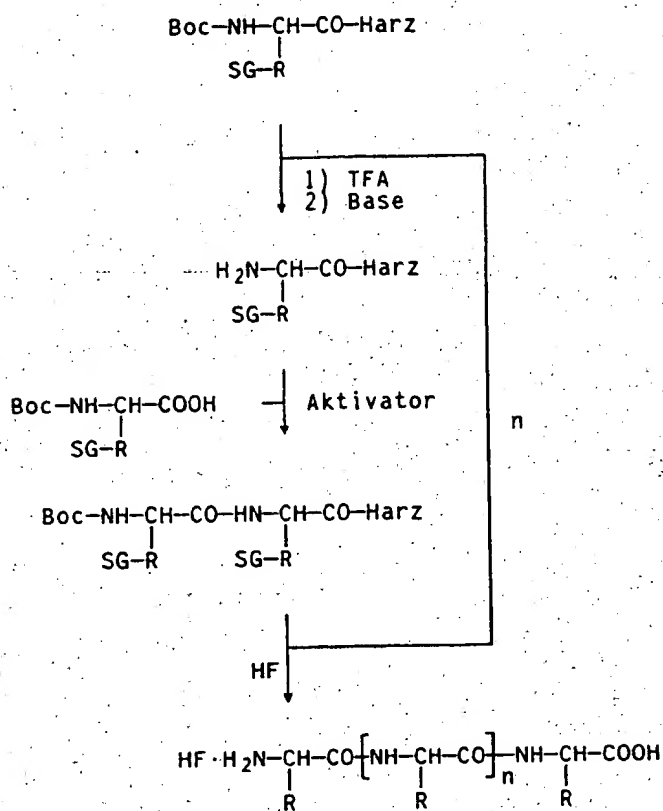 Boc-NH-CH-CO-Harz
SG-R
1) TFA
2) Base
H₂N-CH-CO-Harz
SG-R
Boc-NH-CH-COOH
SG-R
Aktivator
n
Boc-NH-CH-CO-HN-CH-CO-Harz
SG-R SG-R
HF
HF·H₂N-CH-CO-[NH-CH-CO]n-NH-CH-COOH
R R R